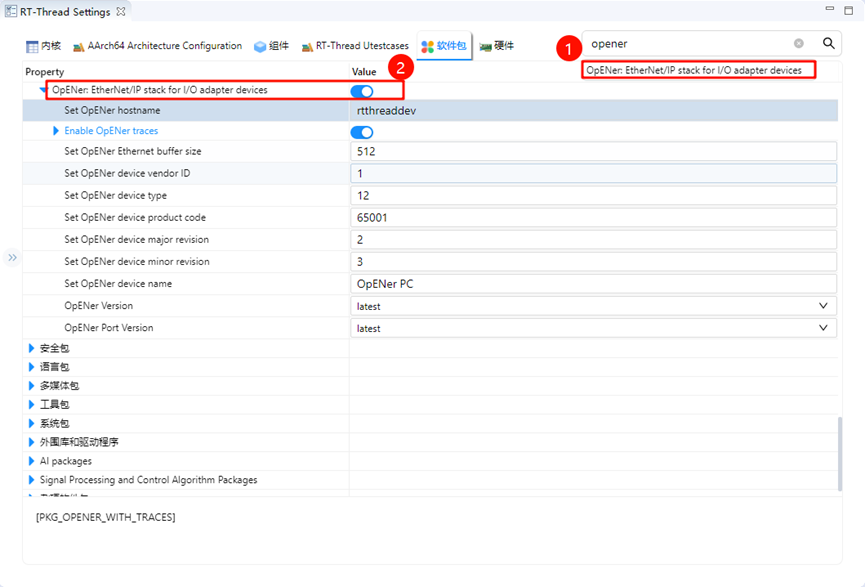 RT-Thread Settings
内核
AArch64 Architecture Configuration
组件
RT-Thread Utestcases
软件包
硬件
1
opener
OpENer: EtherNet/IP stack for I/O adapter devices
2
Property Value
OpENer: EtherNet/IP stack for I/O adapter devices
Set OpENer hostname rtthreaddev
Enable OpENer traces
Set OpENer Ethernet buffer size 512
Set OpENer device vendor ID 1
Set OpENer device type 12
Set OpENer device product code 65001
Set OpENer device major revision 2
Set OpENer device minor revision 3
Set OpENer device name OpENer PC
OpENer Version latest
OpENer Port Version latest
安全包
语言包
多媒体包
工具包
系统包
外围库和驱动程序
AI packages
Signal Processing and Control Algorithm Packages
[PKG_OPENER_WITH_TRACES]